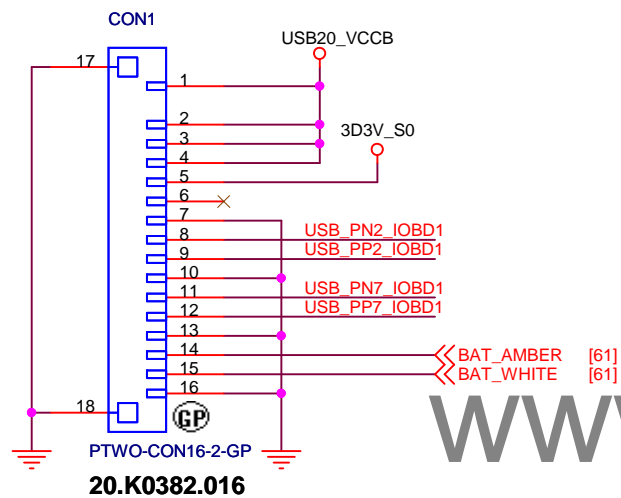 CON1
USB20_VCCB
17
1
3D3V_S0
2
3
4
5
6
7
8 USB_PN2_IOBD1
9 USB_PP2_IOBD1
10
11 USB_PN7_IOBD1
12 USB_PP7_IOBD1
13
14 BAT_AMBER [61]
15 BAT_WHITE [61]
16
18
GP
www
PTWO-CON16-2-GP
20.K0382.016